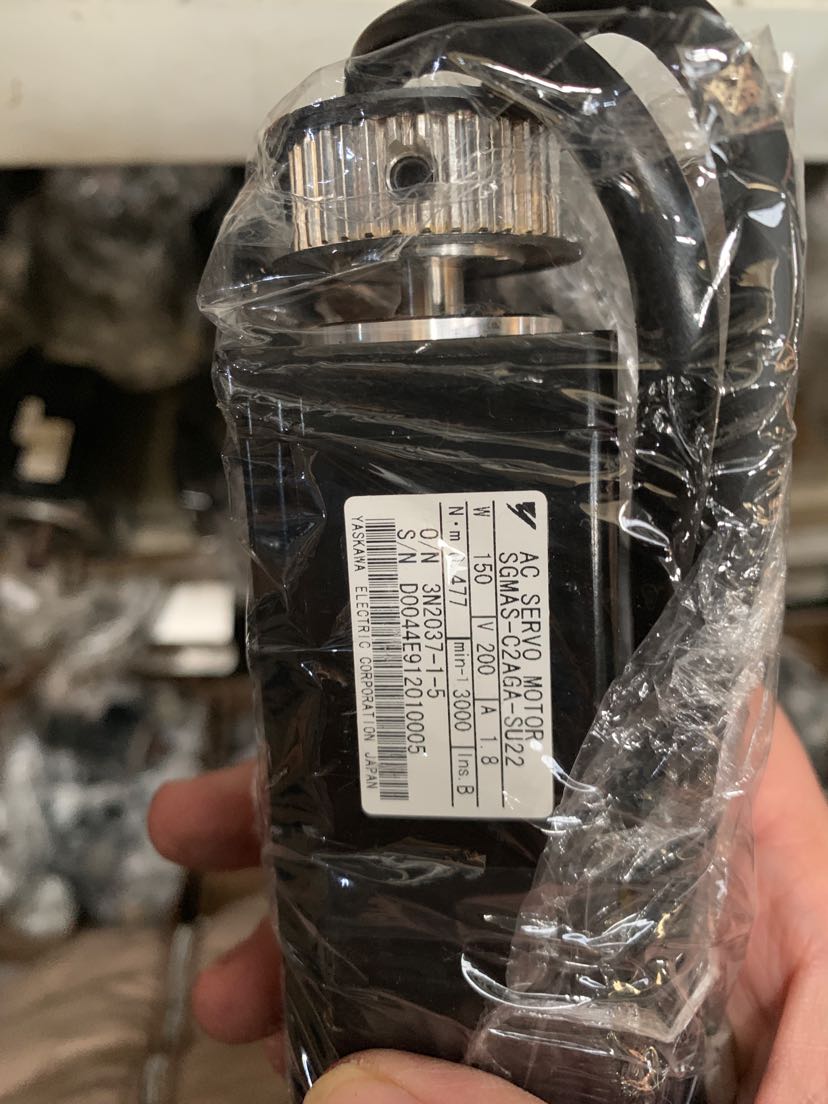 AC SERVO MOTOR
SGMAS-C2AGA-SU22
W 150 V 200 A 1.8
N·m 0.477 min-1 3000 Ins. B
O/N 3N2037-1-5
S/N D0044E912010005
YASKAWA ELECTRIC CORPORATION JAPAN